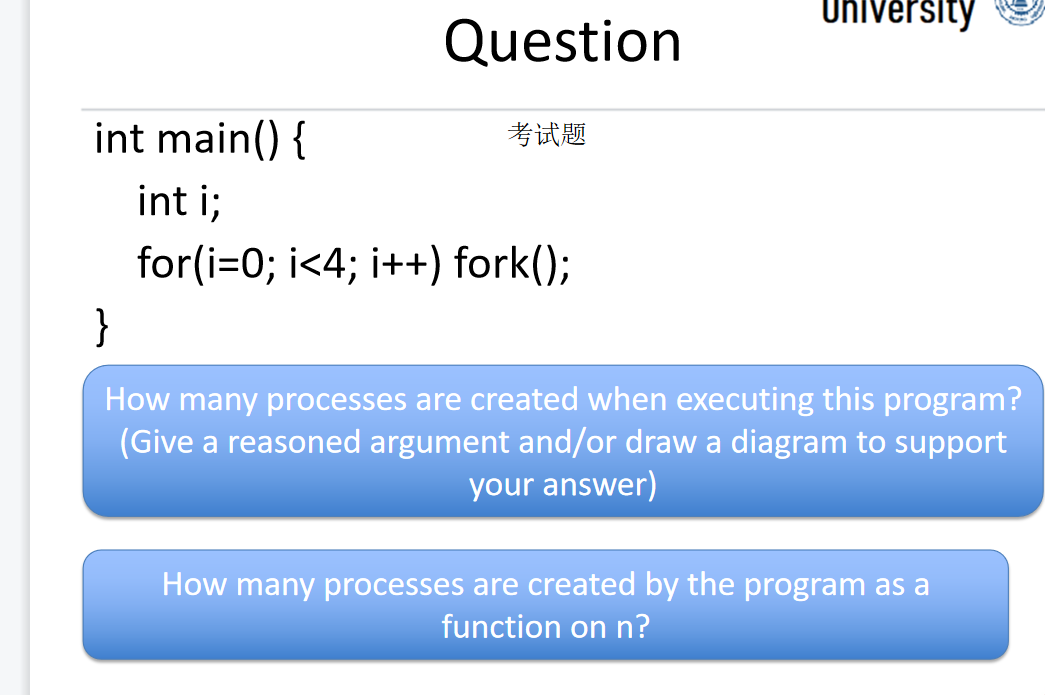 University
Question
int main() {
考试题
int i;
for(i=0; i<4; i++) fork();
}
How many processes are created when executing this program?
(Give a reasoned argument and/or draw a diagram to support
your answer)
How many processes are created by the program as a
function on n?